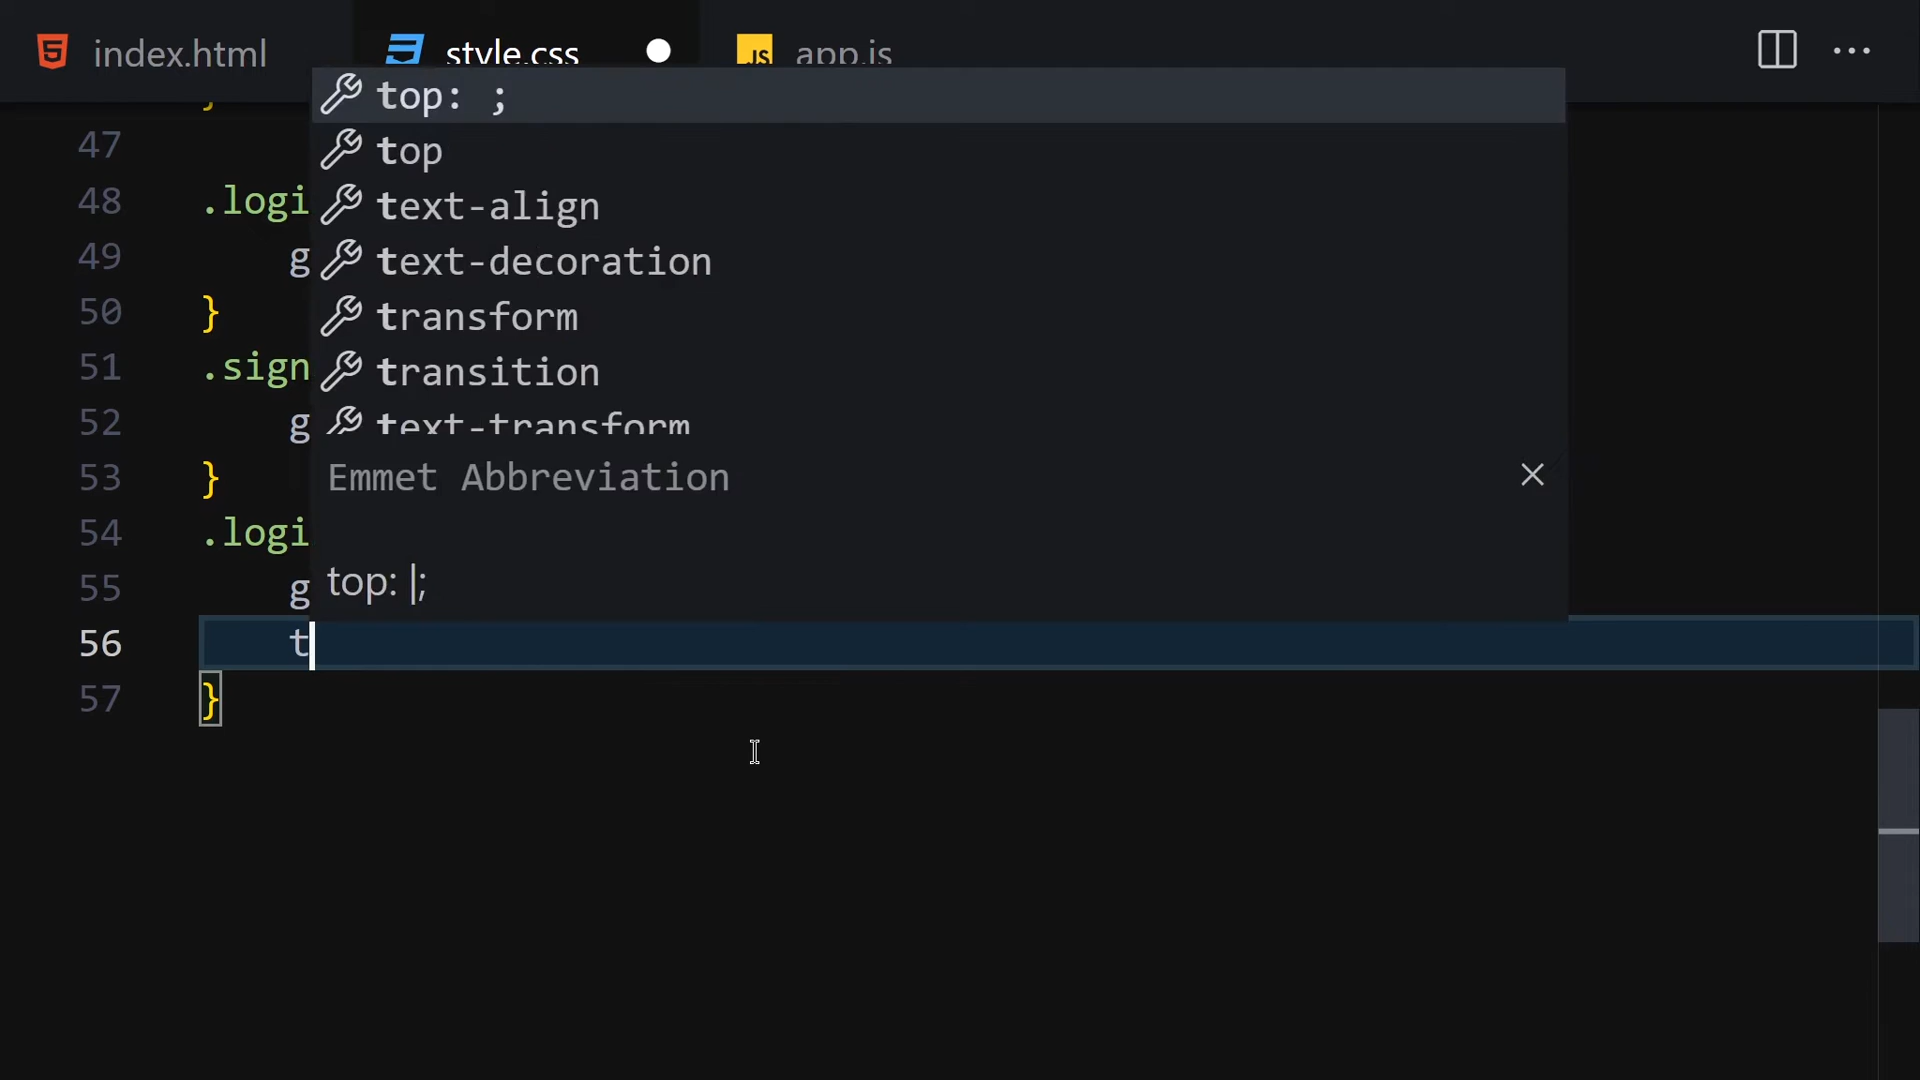 index.html
style.css
app.js
}
top: ;
47
top
48
.logi
text-align
49
g
text-decoration
50
}
transform
51
.sign
transition
52
g
text-transform
53
}
Emmet Abbreviation
54
.logi
55
g
top: |;
56
t
57
}